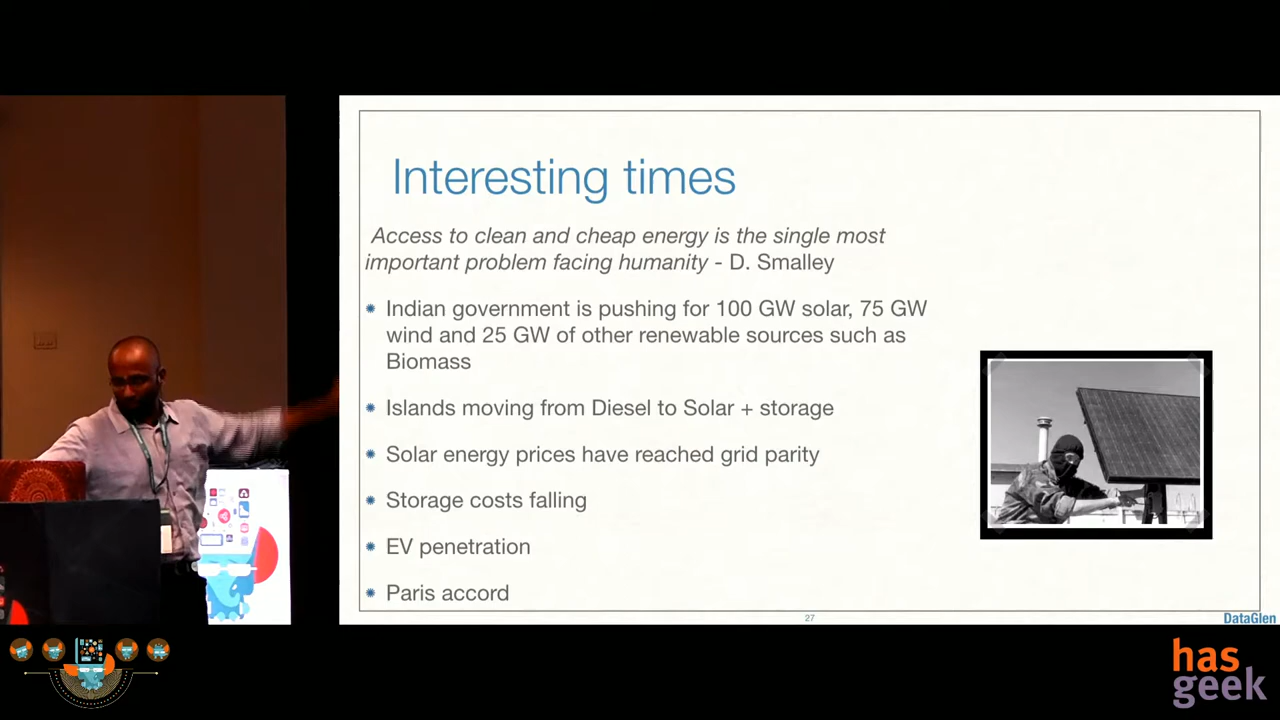 Interesting times
Access to clean and cheap energy is the single most
important problem facing humanity - D. Smalley
Indian government is pushing for 100 GW solar, 75 GW
wind and 25 GW of other renewable sources such as
Biomass
Islands moving from Diesel to Solar + storage
Solar energy prices have reached grid parity
Storage costs falling
EV penetration
Paris accord
27
DataGlen
has
geek